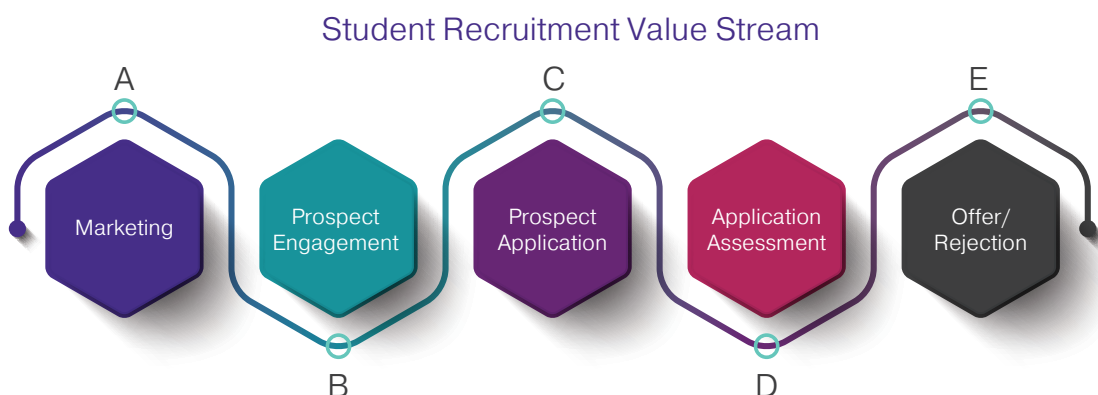 Student Recruitment Value Stream
A
C
E
Marketing
Prospect
Engagement
Prospect
Application
Application
Assessment
Offer/
Rejection
B
D